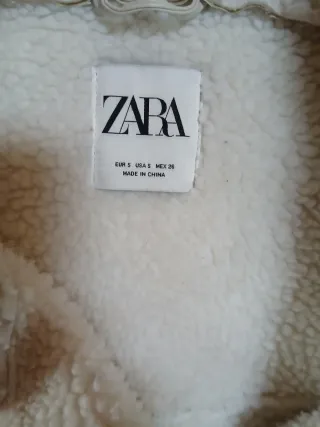 ZARA
EUR S USA S MEX 26
MADE IN CHINA